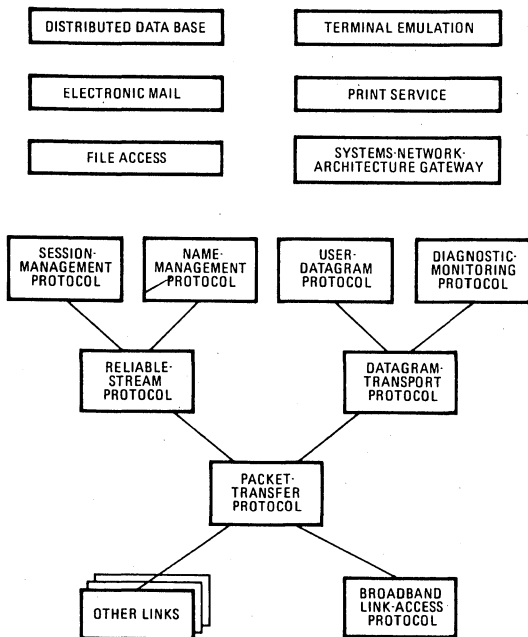 DISTRIBUTED DATA BASE
TERMINAL EMULATION
ELECTRONIC MAIL
PRINT SERVICE
FILE ACCESS
SYSTEMS-NETWORK-
ARCHITECTURE GATEWAY
SESSION-
MANAGEMENT
PROTOCOL
NAME-
MANAGEMENT
PROTOCOL
USER-
DATAGRAM
PROTOCOL
DIAGNOSTIC-
MONITORING
PROTOCOL
RELIABLE-
STREAM
PROTOCOL
DATAGRAM-
TRANSPORT
PROTOCOL
PACKET-
TRANSFER
PROTOCOL
OTHER LINKS
BROADBAND
LINK-ACCESS
PROTOCOL